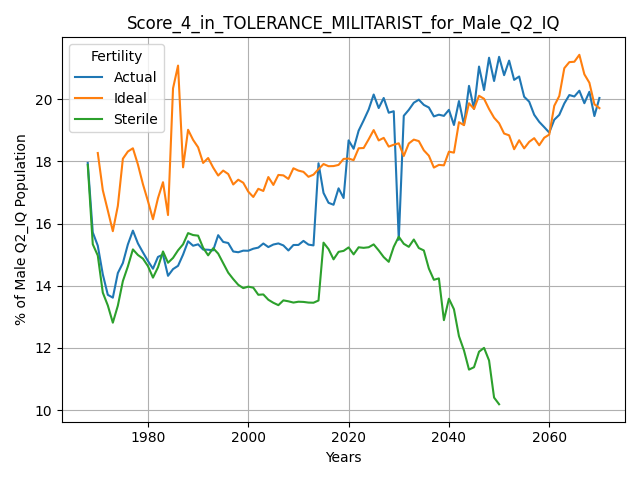 Score_4_in_TOLERANCE_MILITARIST_for_Male_Q2_IQ
Fertility
Actual
Ideal
Sterile
% of Male Q2_IQ Population
20
18
16
14
12
10
1980
2000
2020
2040
2060
Years